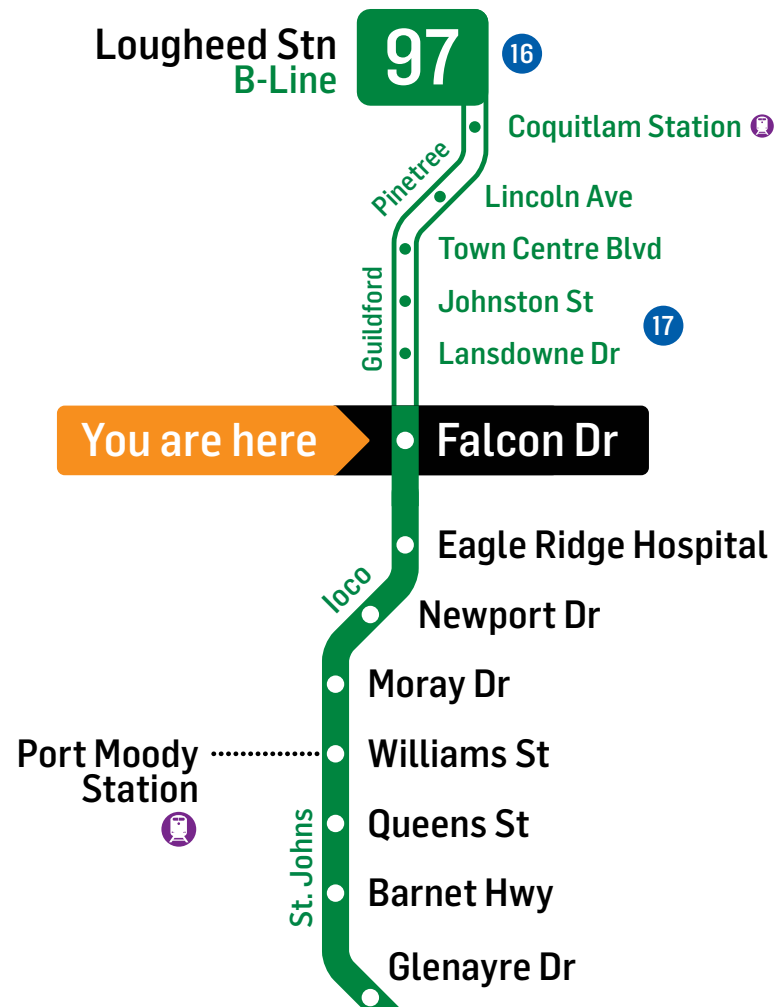 Lougheed Stn
B-Line
97
16
Coquitlam Station
Pinetree
Lincoln Ave
Town Centre Blvd
Guildford
Johnston St
17
Lansdowne Dr
You are here
Falcon Dr
Eagle Ridge Hospital
Ioco
Newport Dr
Moray Dr
Port Moody
Station
Williams St
Queens St
St. Johns
Barnet Hwy
Glenayre Dr